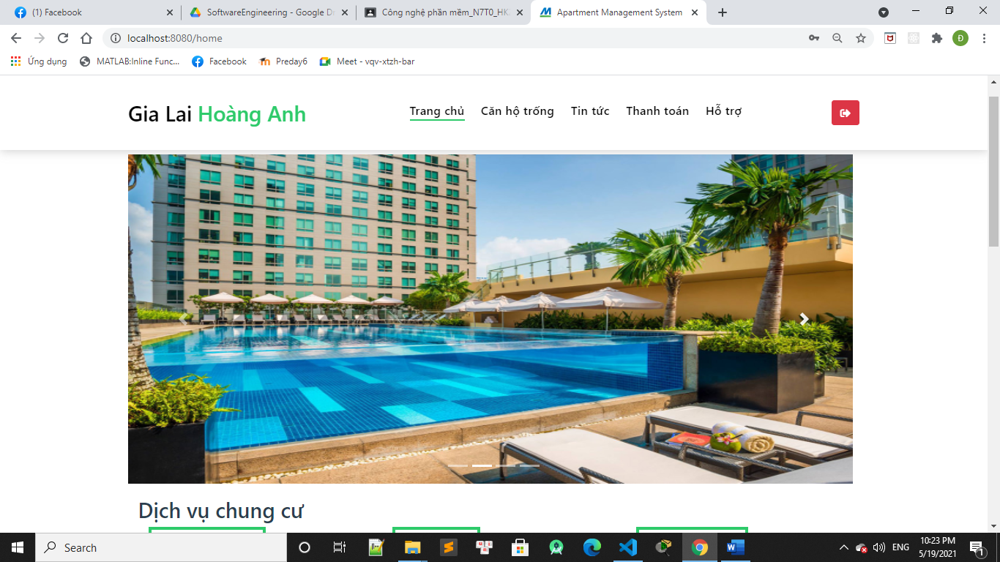 (1) Facebook
SoftwareEngineering - Google Dr
Công nghệ phần mềm_N7T0_HK
Apartment Management System
localhost:8080/home
Đ
Ứng dụng
MATLAB:Inline Func...
Facebook
Preday6
Meet - vqv-xtzh-bar
Gia Lai Hoàng Anh
Trang chủ
Căn hộ trống
Tin tức
Thanh toán
Hỗ trợ
Dịch vụ chung cư
Search
ENG
10:23 PM
5/19/2021
1